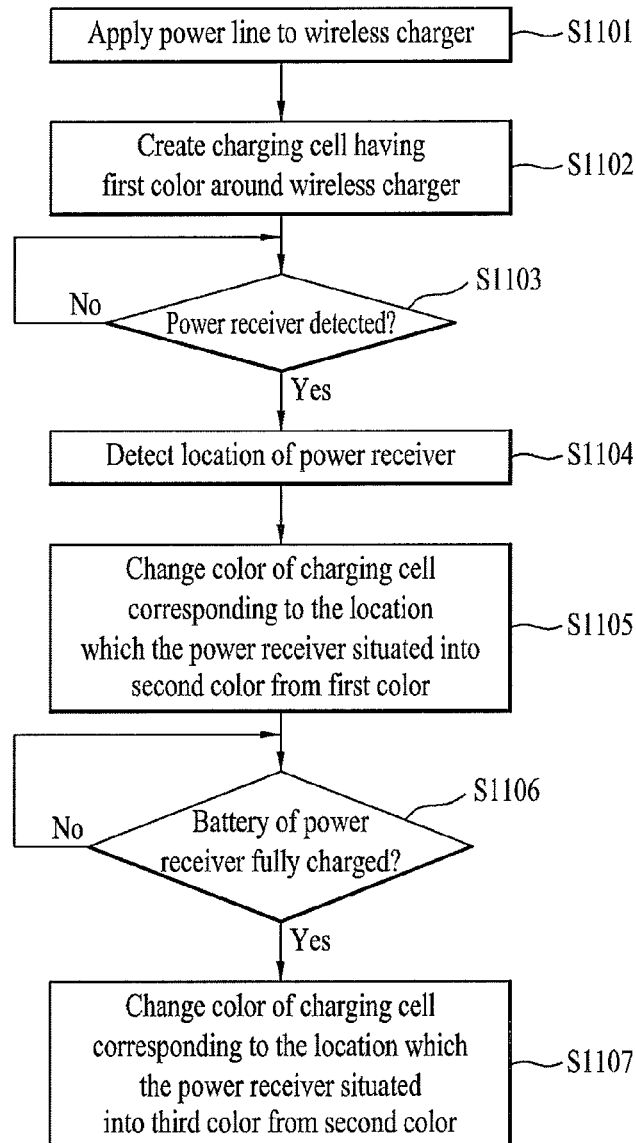 Apply power line to wireless charger
S1101
Create charging cell having
first color around wireless charger
S1102
S1103
No
Power receiver detected?
Yes
Detect location of power receiver
S1104
Change color of charging cell
corresponding to the location
which the power receiver situated into
second color from first color
S1105
S1106
No
Battery of power
receiver fully charged?
Yes
Change color of charging cell
corresponding to the location which
the power receiver situated
into third color from second color
S1107